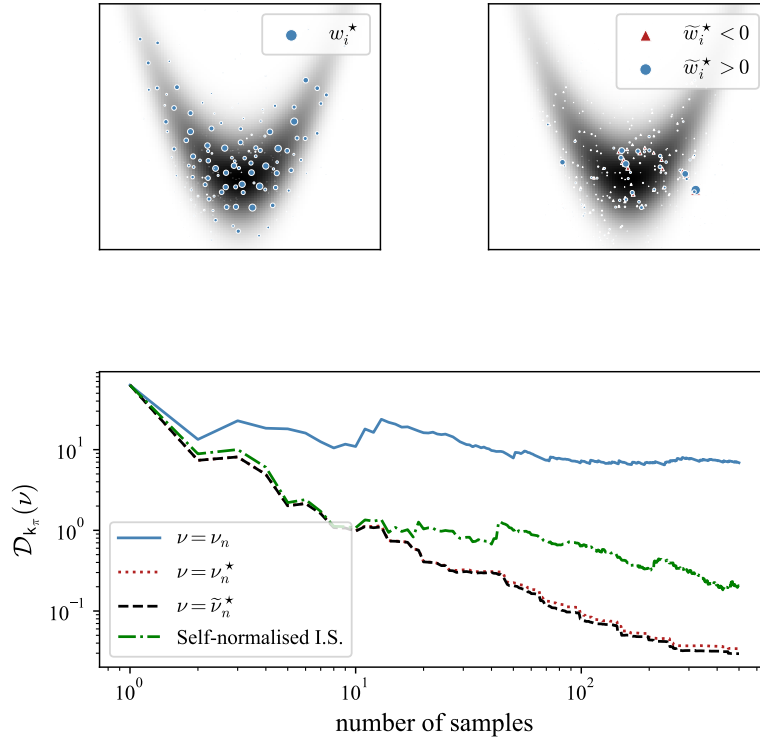 w_i^⋆
w̃_i^⋆ < 0
w̃_i^⋆ > 0
𝒟_{k_π}(ν)
10^1
10^0
10^{−1}
ν = ν_n
ν = ν_n^⋆
ν = ν̃_n^⋆
Self-normalised I.S.
10^0
10^1
10^2
number of samples